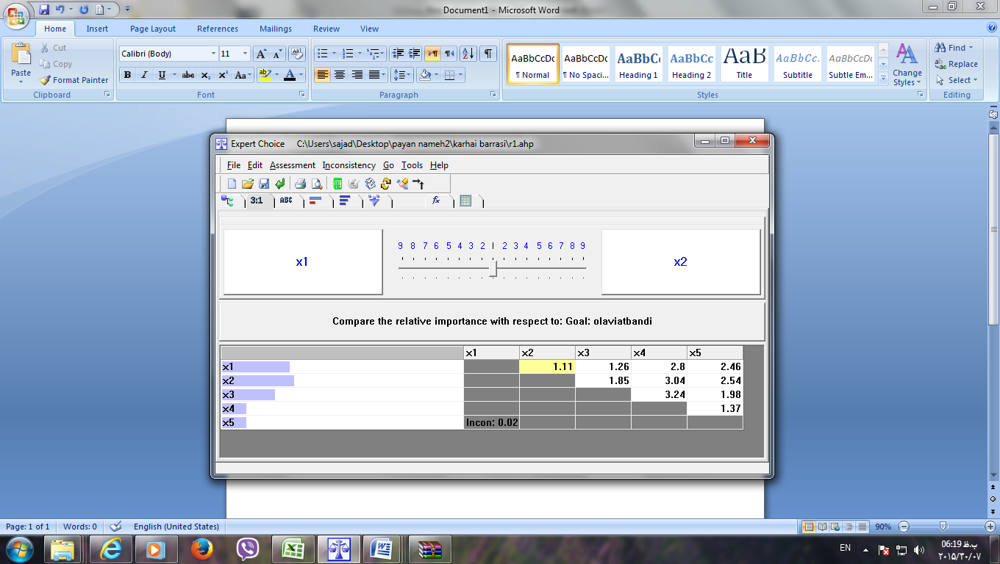 Document1 - Microsoft Word
Home Insert Page Layout References Mailings Review View
Paste
Cut
Copy
Format Painter
Clipboard
Calibri (Body) 11
Font
Paragraph
AaBbCcDc AaBbCcDc AaBbC AaBbCc AaB AaBbCc. AaBbCcDc
¶ Normal ¶ No Spaci... Heading 1 Heading 2 Title Subtitle Subtle Em...
Change Styles
Styles
Find
Replace
Select
Editing
Expert Choice C:\Users\sajad\Desktop\payan nameh2\karhai barrasi\r1.ahp
File Edit Assessment Inconsistency Go Tools Help
3:1 ABC fx
9 8 7 6 5 4 3 2 1 2 3 4 5 6 7 8 9
x1 x2
Compare the relative importance with respect to: Goal: olaviatbandi
x1 x2 x3 x4 x5
x1 1.11 1.26 2.8 2.46
x2 1.85 3.04 2.54
x3 3.24 1.98
x4 1.37
x5 Incon: 0.02
Page: 1 of 1 Words: 0 English (United States) 90%
EN
06:19 ب.ظ
۲۰۱۵/۳۰/۰۷